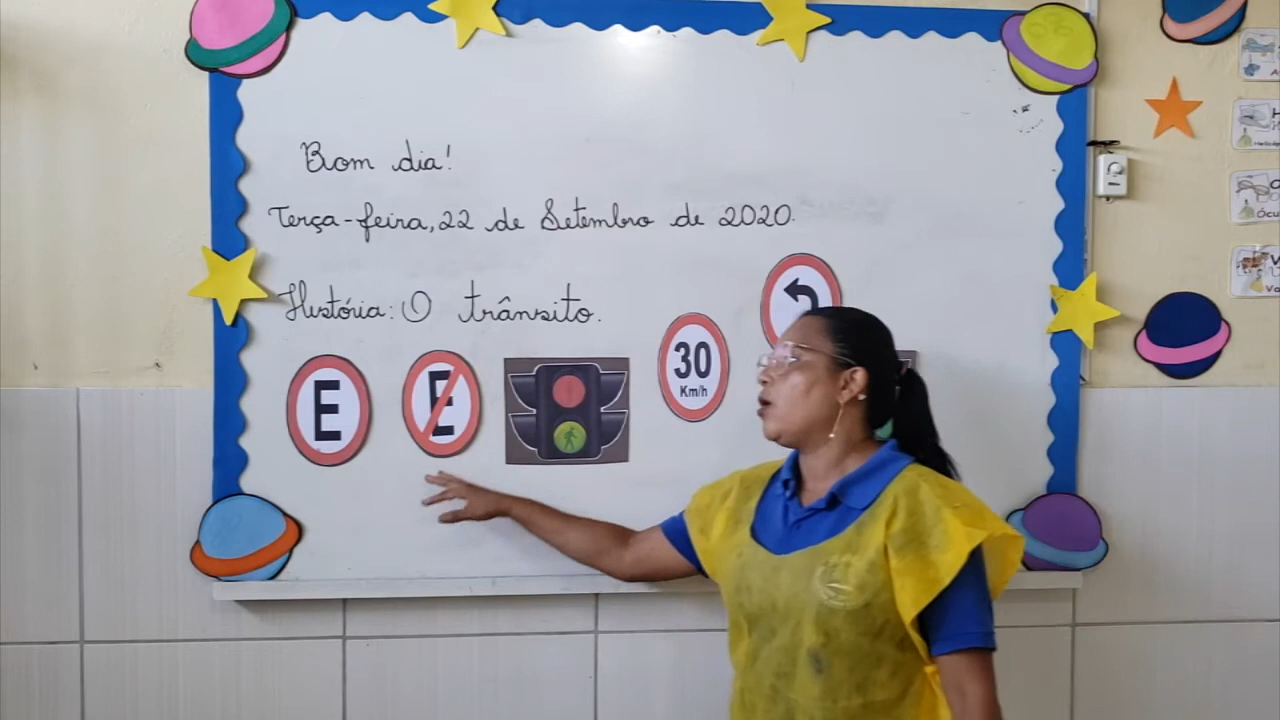 Bom dia!
Terça-feira, 22 de Setembro de 2020.
História: O trânsito.
E
E
30
Km/h